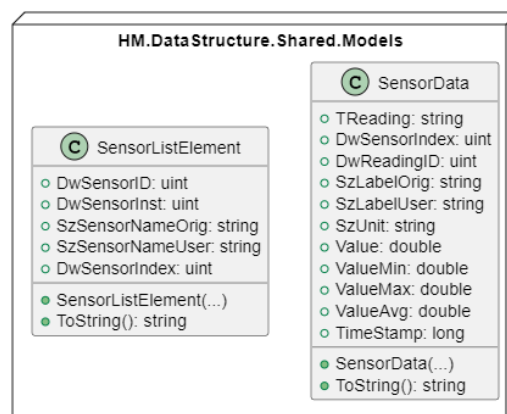 HM.DataStructure.Shared.Models
C SensorListElement
DwSensorID: uint
DwSensorInst: uint
SzSensorNameOrig: string
SzSensorNameUser: string
DwSensorIndex: uint
SensorListElement(...)
ToString(): string
C SensorData
TReading: string
DwSensorIndex: uint
DwReadingID: uint
SzLabelOrig: string
SzLabelUser: string
SzUnit: string
Value: double
ValueMin: double
ValueMax: double
ValueAvg: double
TimeStamp: long
SensorData(...)
ToString(): string